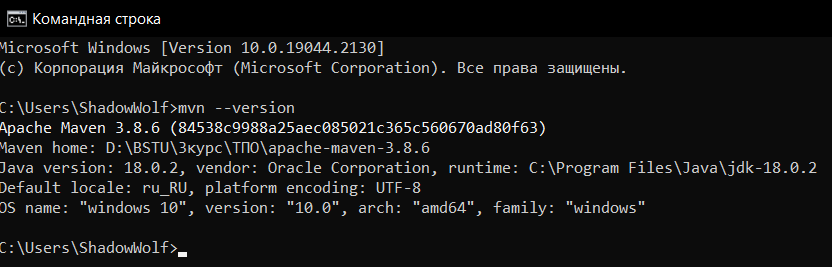 Командная строка
Microsoft Windows [Version 10.0.19044.2130]
(c) Корпорация Майкрософт (Microsoft Corporation). Все права защищены.
C:\Users\ShadowWolf>mvn --version
Apache Maven 3.8.6 (84538c9988a25aec085021c365c560670ad80f63)
Maven home: D:\BSTU\3курс\ТПО\apache-maven-3.8.6
Java version: 18.0.2, vendor: Oracle Corporation, runtime: C:\Program Files\Java\jdk-18.0.2
Default locale: ru_RU, platform encoding: UTF-8
OS name: "windows 10", version: "10.0", arch: "amd64", family: "windows"
C:\Users\ShadowWolf>